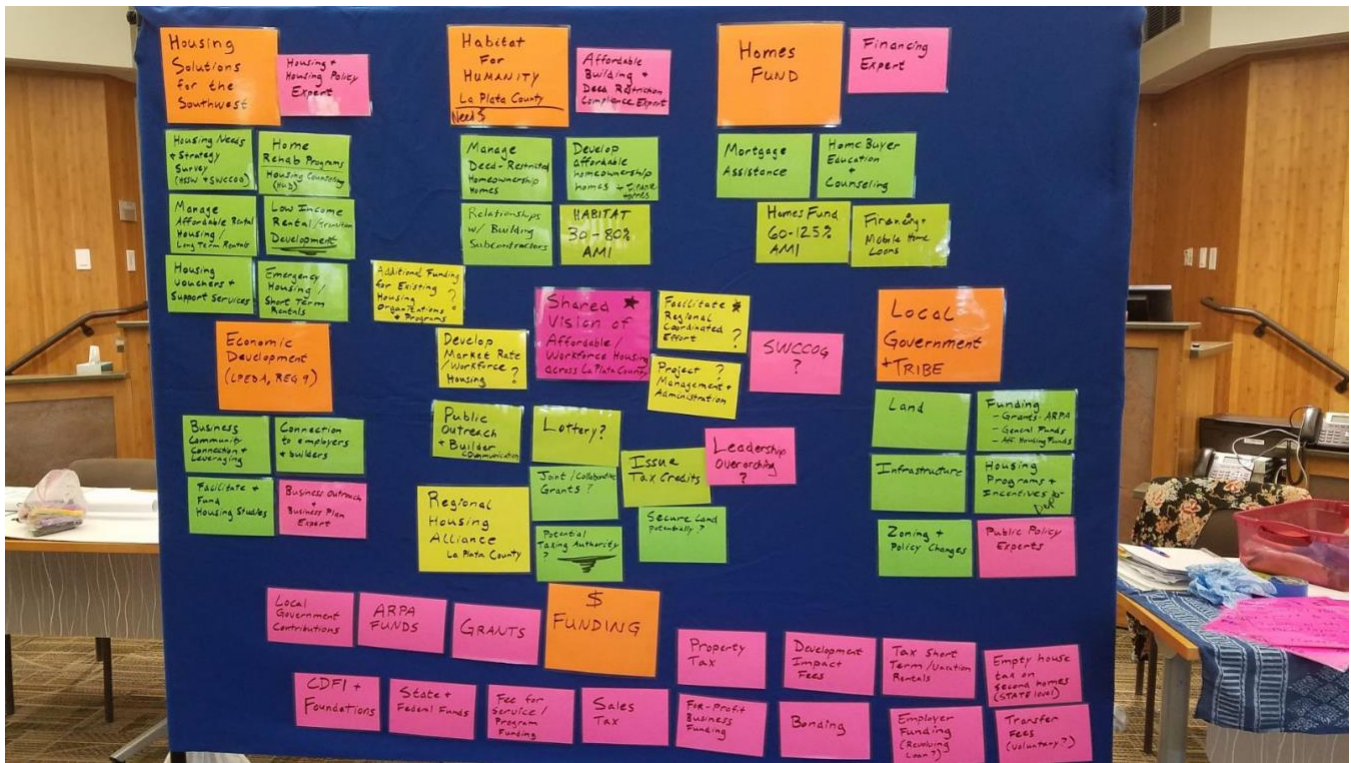 Housing
Solutions
for the
Southwest
Housing +
Housing Policy
Expert
Habitat
For
HUMANITY
La Plata County
Need $
Affordable
Building +
Deed Restriction
Compliance Expert
Homes
FUND
Financing
Expert
Housing Needs
+ Strategy
Survey
(HSSW + SWCCOG)
Home
Rehab Programs
Housing Counseling
(HUD)
Manage
Affordable Rental
Housing /
Long Term Rentals
Low Income
Rental/Transition
Development
Housing
Vouchers +
Support Services
Emergency
Housing /
Short Term
Rentals
Manage
Deed-Restricted
Homeownership
Homes
Develop
affordable
homeownership
homes + Finance
homes
Relationships
w/ Building
Subcontractors
HABITAT
30-80%
AMI
Mortgage
Assistance
Home Buyer
Education
+
Counseling
Homes Fund
60-125%
AMI
Financing +
Mobile Home
Loans
Additional Funding
for Existing
Housing ?
Organizations
+ Programs
Develop
Market Rate
/Workforce ?
Housing
Shared ★
Vision of
Affordable /
Workforce Housing
across La Plata County
Facilitate ★
Regional
Coordinated
Effort ?
Project ?
Management +
Administration
SWCCOG
?
Local
Government
+ TRIBE
Economic
Development
(LPEDA, REG 9)
Business
Community
Connection +
Leveraging
Connection
to employers
+ builders
Facilitate +
Fund
Housing Studies
Business Outreach
+
Business Plan
Expert
Public
Outreach
+ Builder
Communication
Lottery?
Issue
Tax Credits
Leadership
Overarching
?
Regional
Housing
Alliance
La Plata County
Joint / Collaborative
Grants ?
Potential
Taxing Authority
?
Secure Land
potentially ?
Land
Funding
- Grants - ARPA
- General Funds
- Aff. Housing Funds
Infrastructure
Housing
Programs +
Incentives for
Dev
Zoning +
Policy Changes
Public Policy
Experts
Local
Government
Contributions
ARPA
FUNDS
GRANTS
$
FUNDING
Property
Tax
Development
Impact
Fees
Tax Short
Term /Vacation
Rentals
Empty house
tax on
second homes
(STATE level)
CDFI +
Foundations
State +
Federal Funds
Fee for
Service /
Program
Funding
Sales
Tax
For-Profit
Business
Funding
Bonding
Employer
Funding
(Revolving
Loan?)
Transfer
Fees
(Voluntary?)